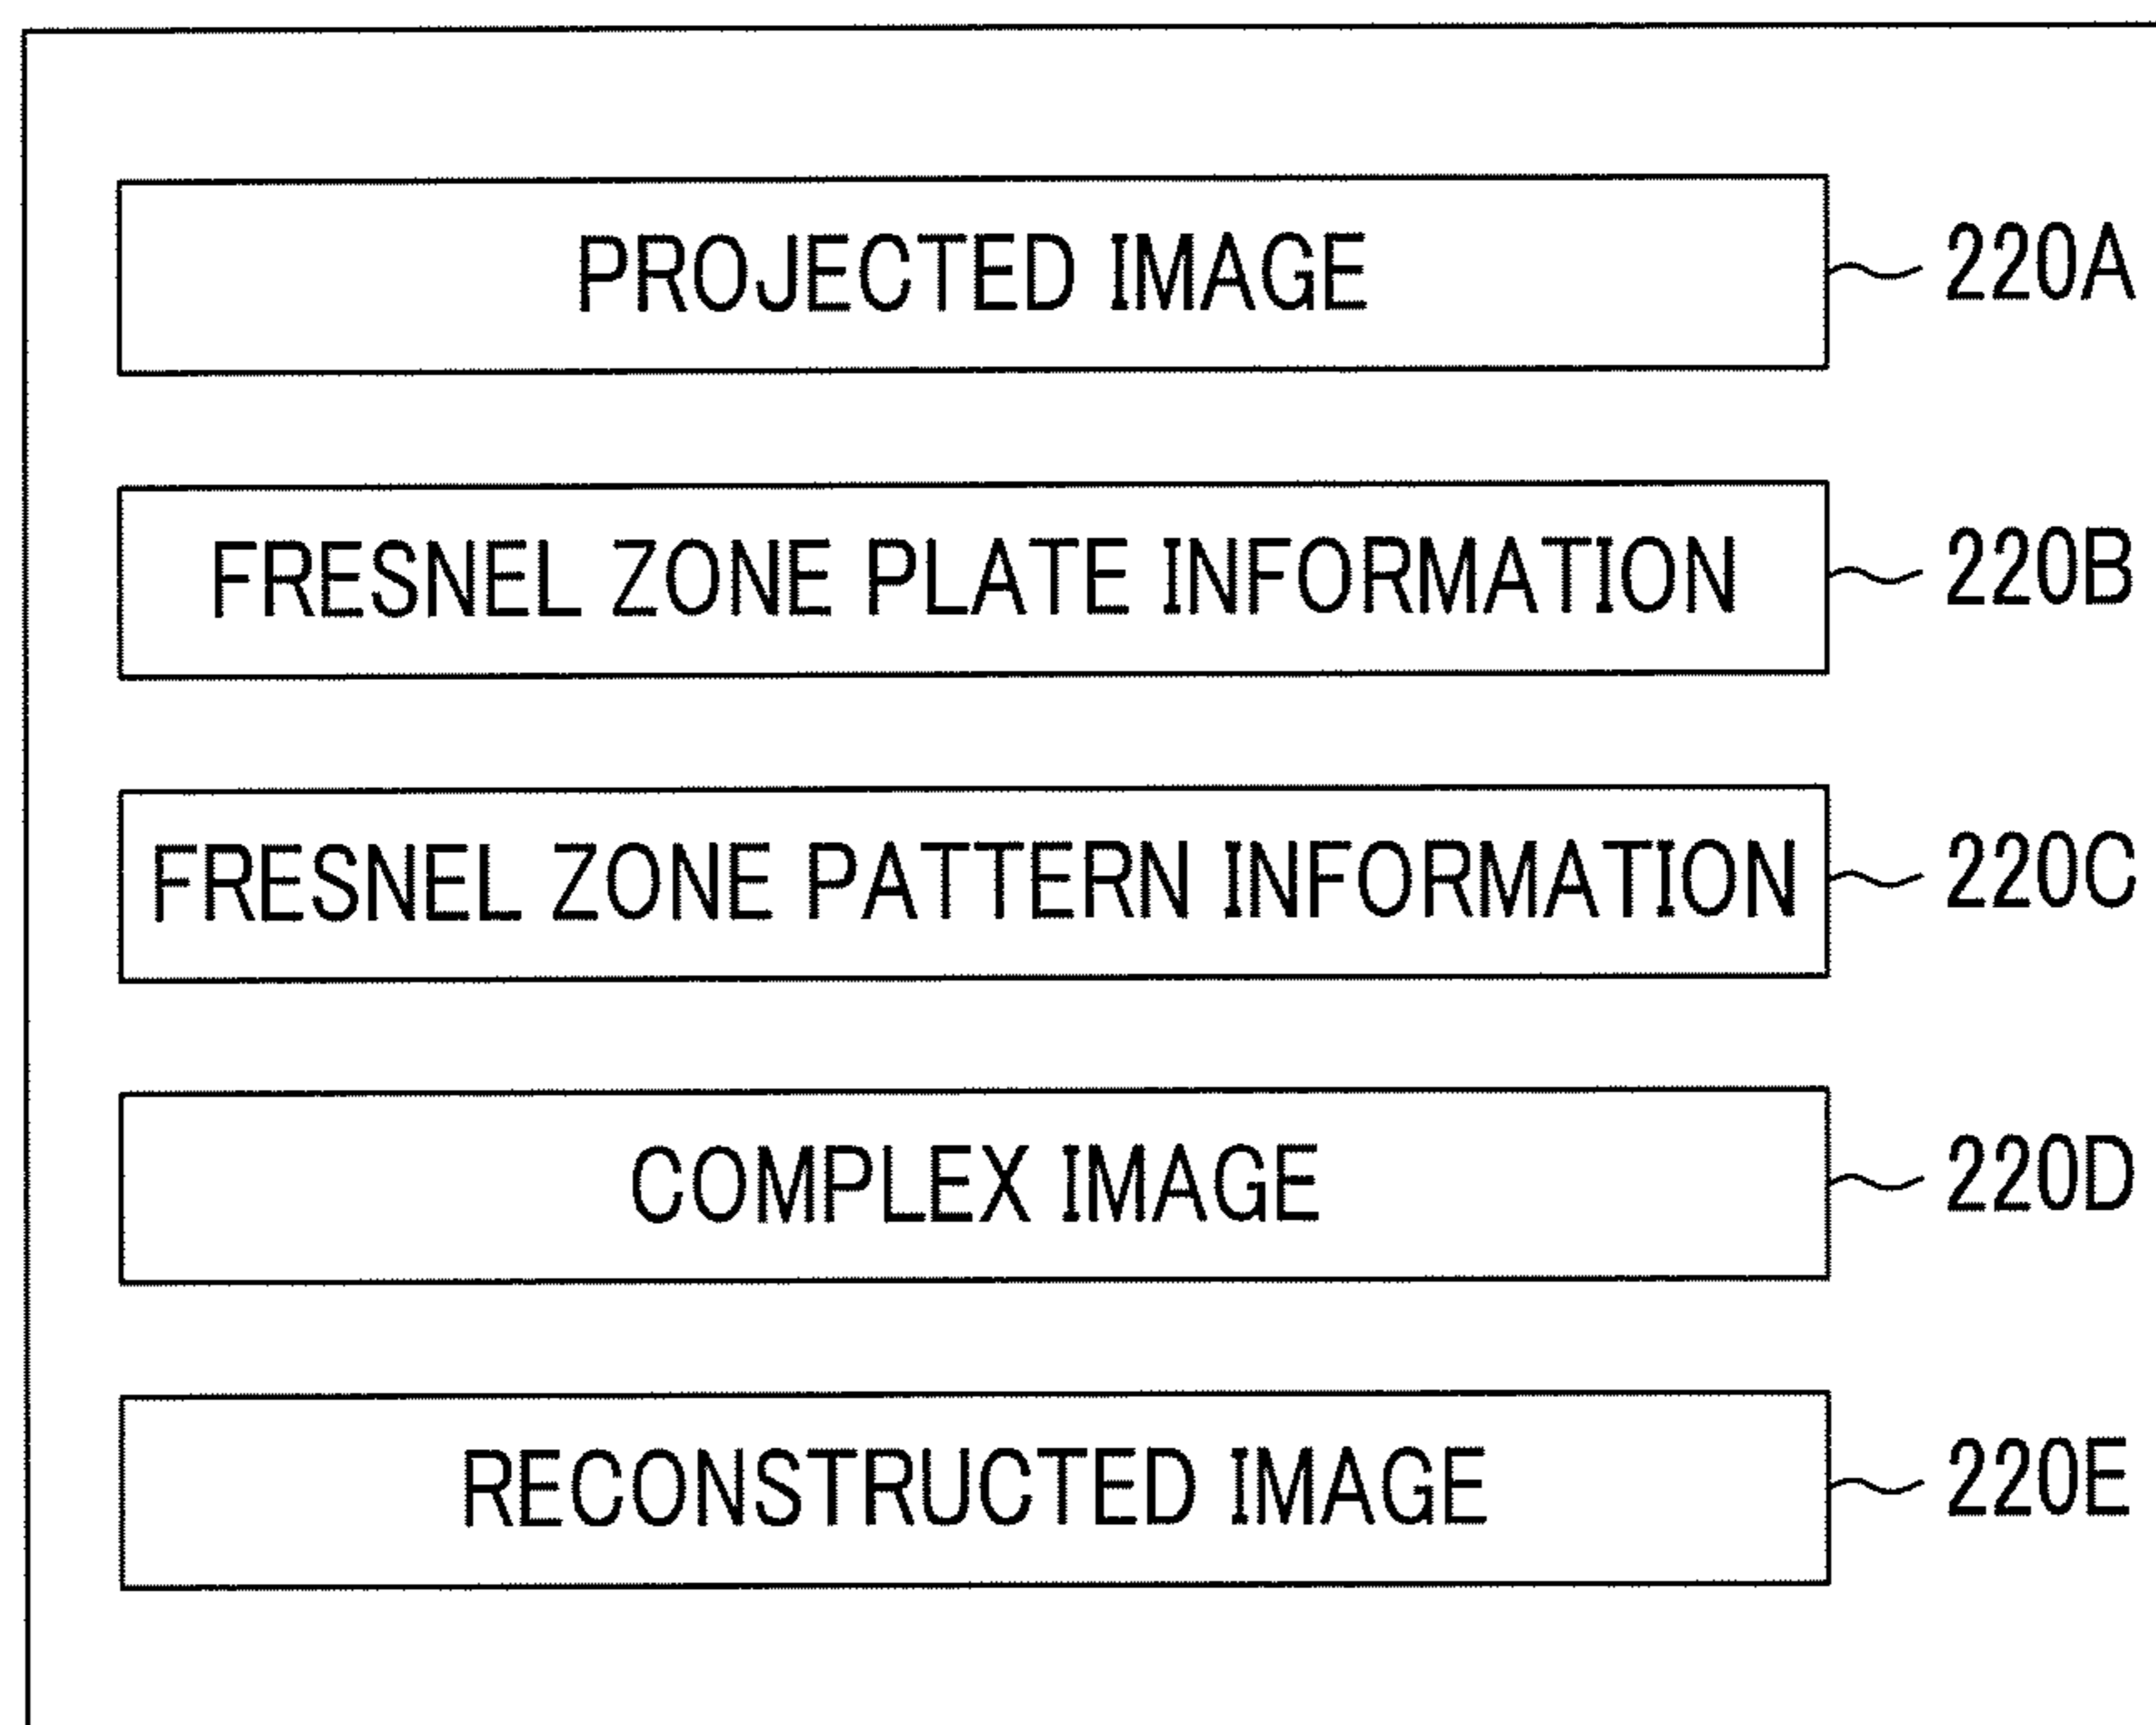 PROJECTED IMAGE 220A
FRESNEL ZONE PLATE INFORMATION 220B
FRESNEL ZONE PATTERN INFORMATION 220C
COMPLEX IMAGE 220D
RECONSTRUCTED IMAGE 220E